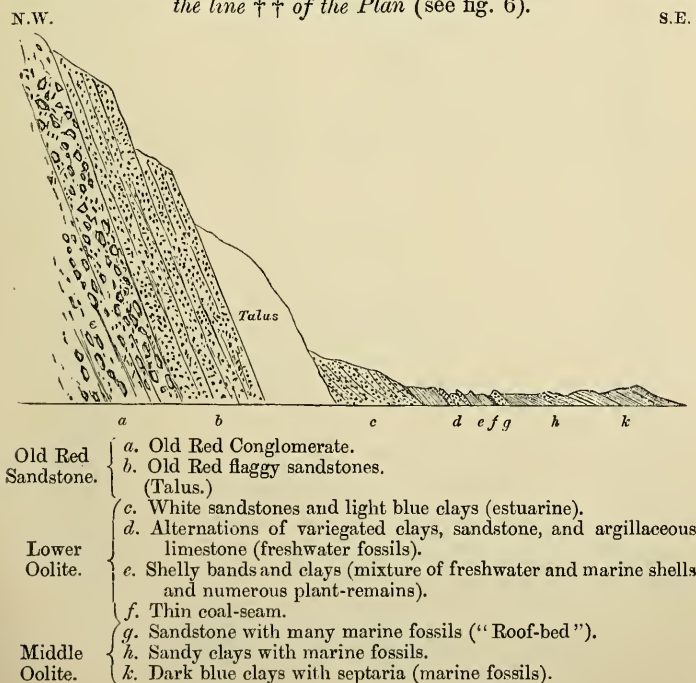 the line † † of the Plan (see fig. 6).
N.W. S.E.
Talus
e
a b c d e f g h k
Old Red Sandstone.
a. Old Red Conglomerate.
b. Old Red flaggy sandstones.
(Talus.)
Lower Oolite.
c. White sandstones and light blue clays (estuarine).
d. Alternations of variegated clays, sandstone, and argillaceous
limestone (freshwater fossils).
e. Shelly bands and clays (mixture of freshwater and marine shells
and numerous plant-remains).
f. Thin coal-seam.
Middle Oolite.
g. Sandstone with many marine fossils (“Roof-bed”).
h. Sandy clays with marine fossils.
k. Dark blue clays with septaria (marine fossils).